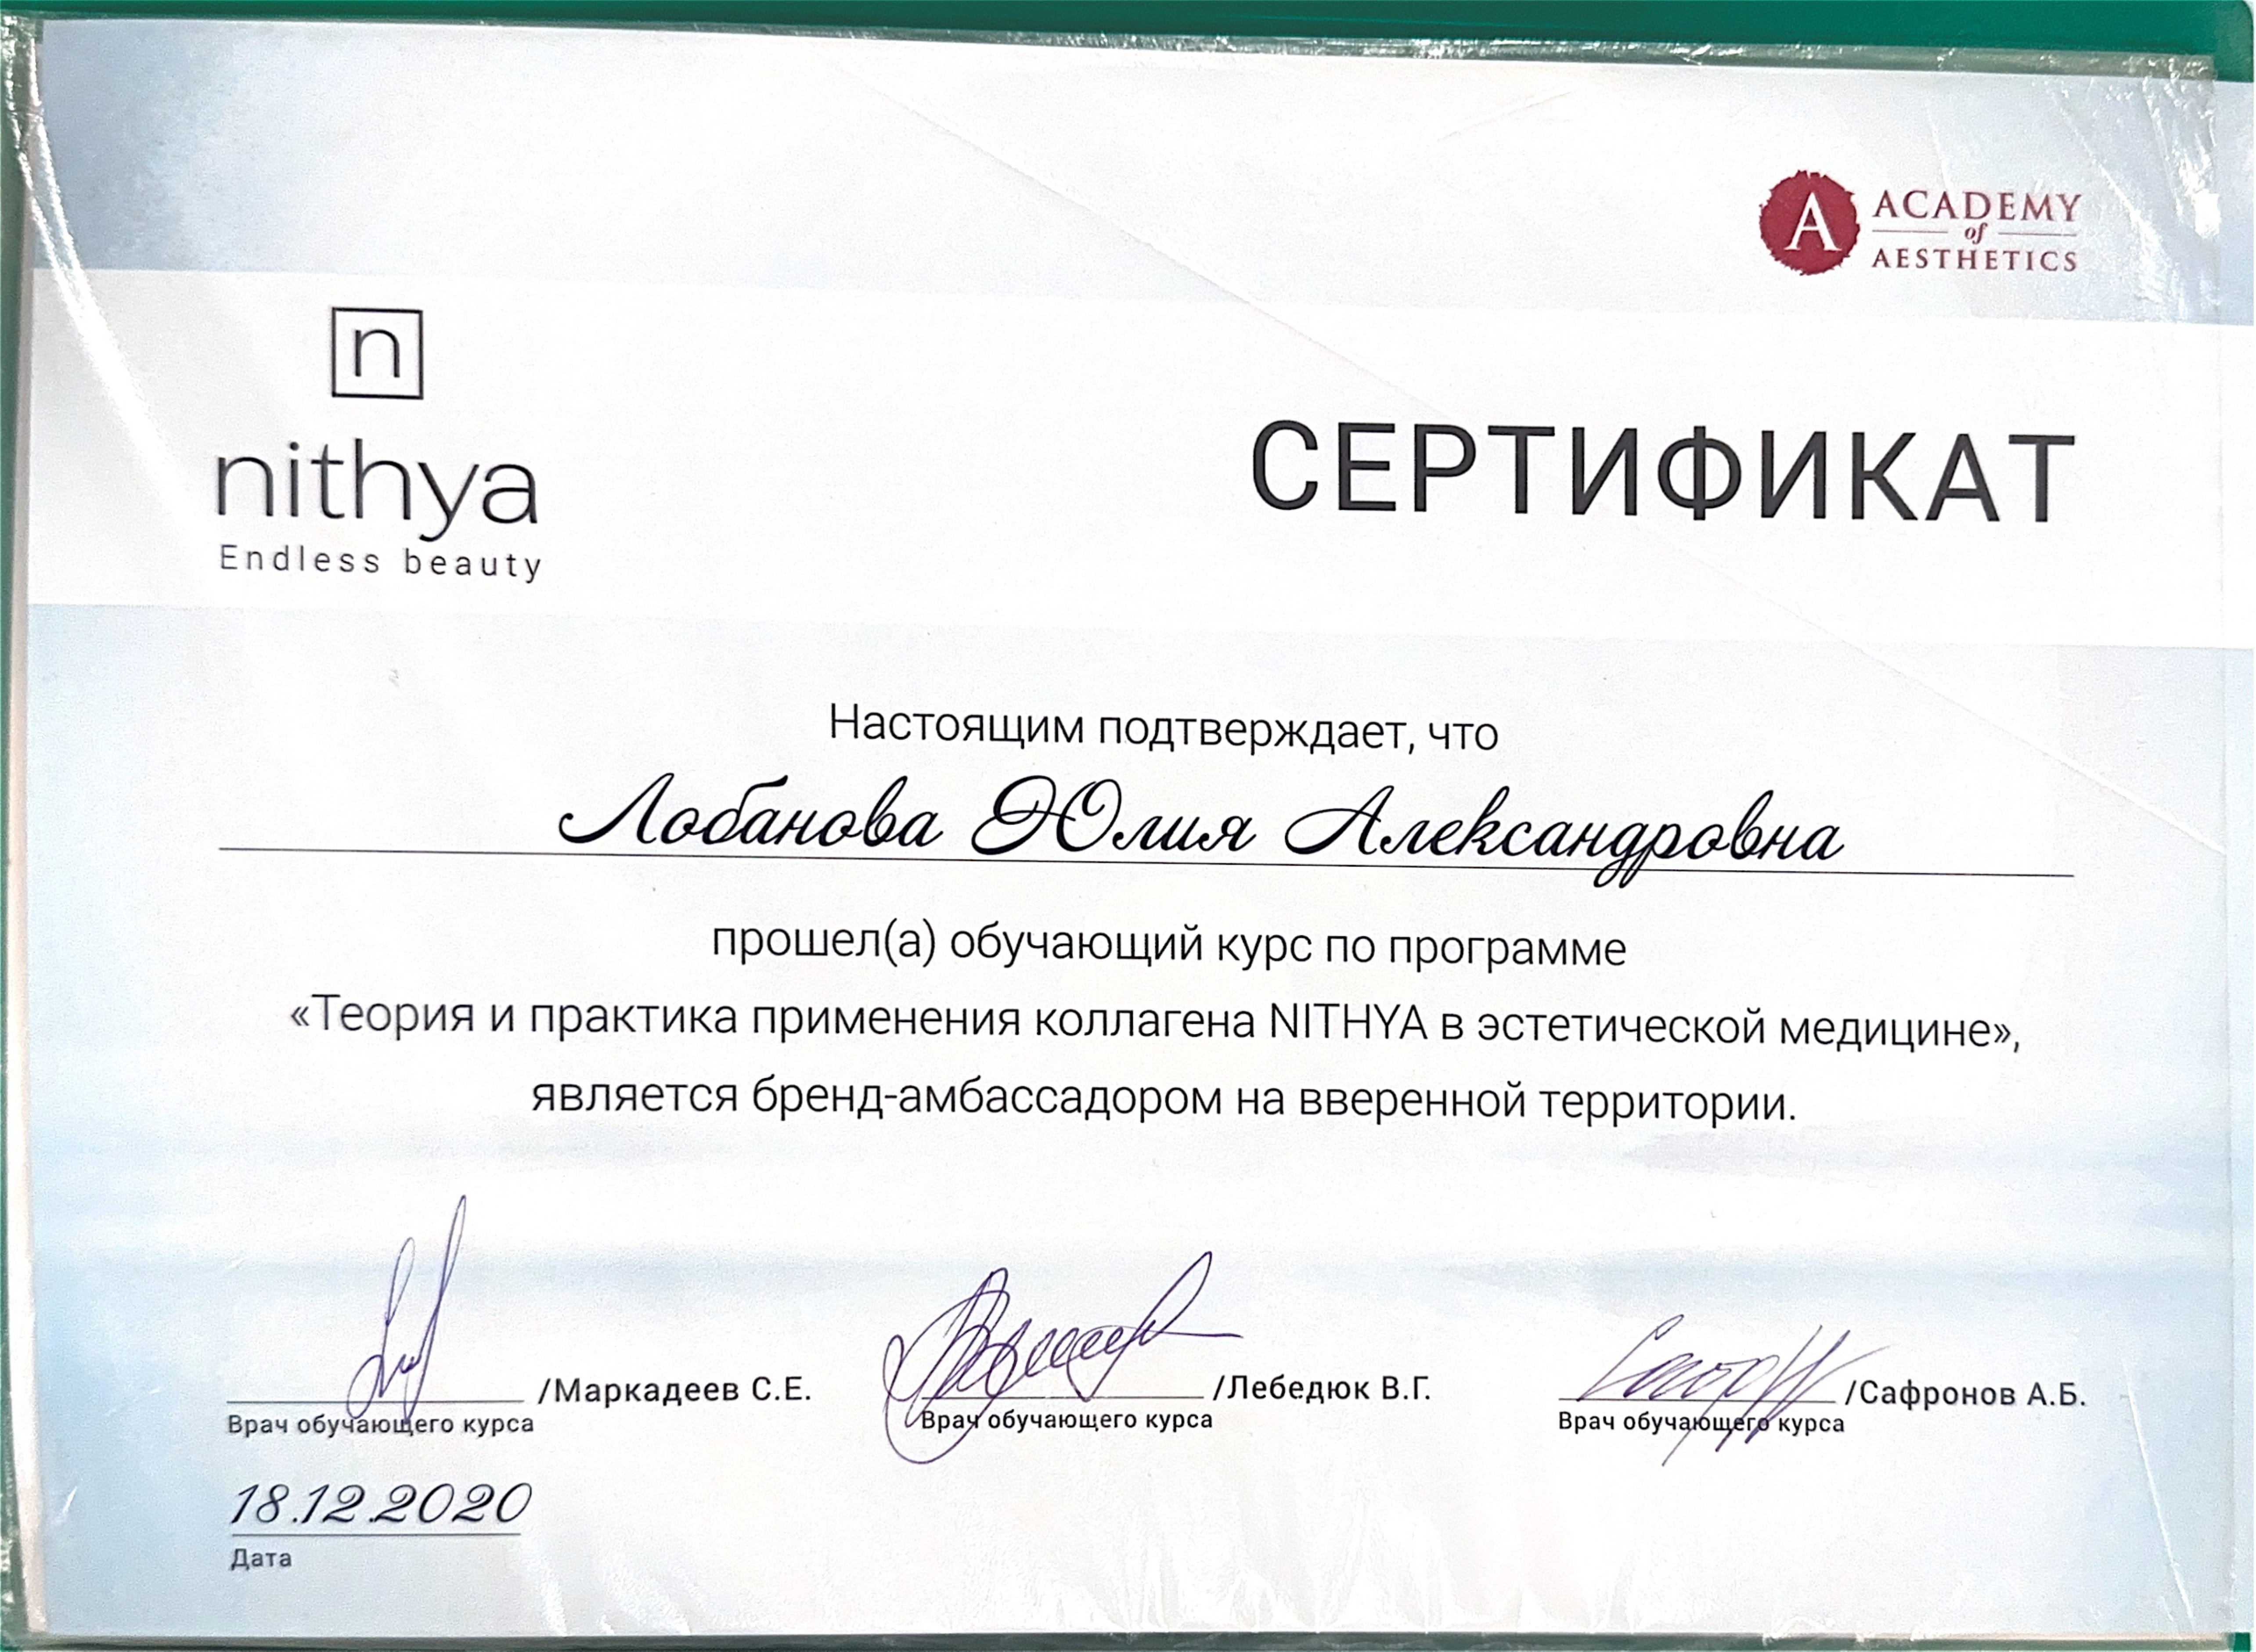 A ACADEMY
of
AESTHETICS
n
nithya
Endless beauty
СЕРТИФИКАТ
Настоящим подтверждает, что
Лобанова Юлия Александровна
прошел(а) обучающий курс по программе
«Теория и практика применения коллагена NITHYA в эстетической медицине»,
является бренд-амбассадором на вверенной территории.
/Маркадеев С.Е. /Лебедюк В.Г. /Сафронов А.Б.
Врач обучающего курса Врач обучающего курса Врач обучающего курса
18.12.2020
Дата